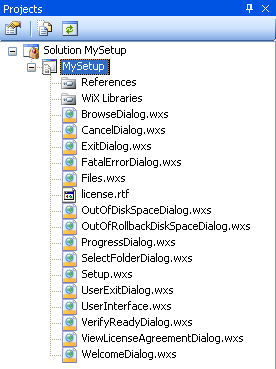 Projects
Solution MySetup
MySetup
References
WiX Libraries
BrowseDialog.wxs
CancelDialog.wxs
ExitDialog.wxs
FatalErrorDialog.wxs
Files.wxs
license.rtf
OutOfDiskSpaceDialog.wxs
OutOfRollbackDiskSpaceDialog.wxs
ProgressDialog.wxs
SelectFolderDialog.wxs
Setup.wxs
UserExitDialog.wxs
UserInterface.wxs
VerifyReadyDialog.wxs
ViewLicenseAgreementDialog.wxs
WelcomeDialog.wxs